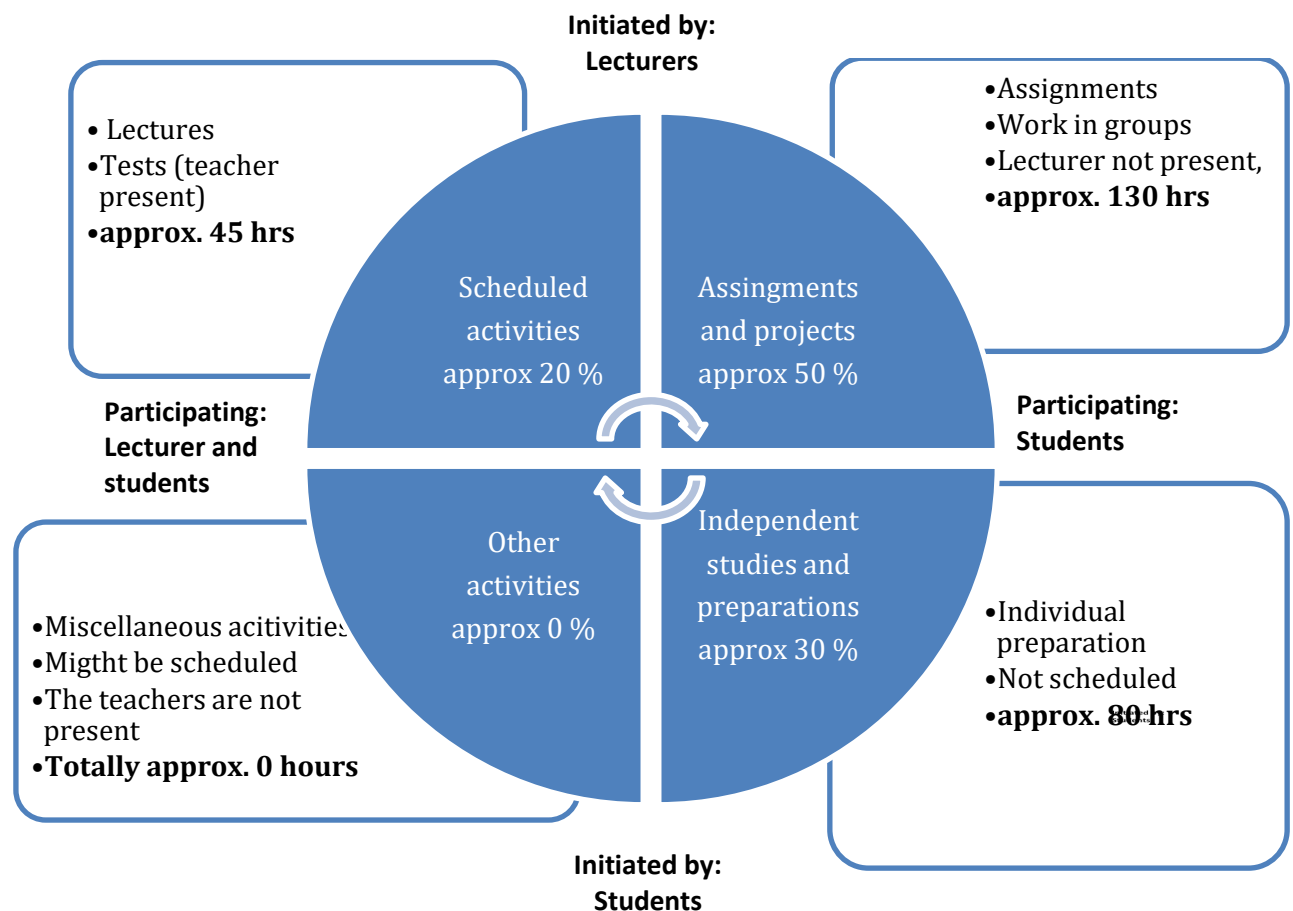 Initiated by:
Lecturers
• Lectures
•Tests (teacher
present)
•approx. 45 hrs
•Assignments
•Work in groups
•Lecturer not present,
•approx. 130 hrs
Scheduled
activities
approx 20 %
Assingments
and projects
approx 50 %
Participating:
Lecturer and
students
Participating:
Students
Other
activities
approx 0 %
Independent
studies and
preparations
approx 30 %
•Miscellaneous acitivities
•Migtht be scheduled
•The teachers are not
present
•Totally approx. 0 hours
•Individual
preparation
•Not scheduled
•approx. 80 hrs
Initiated by:
Students